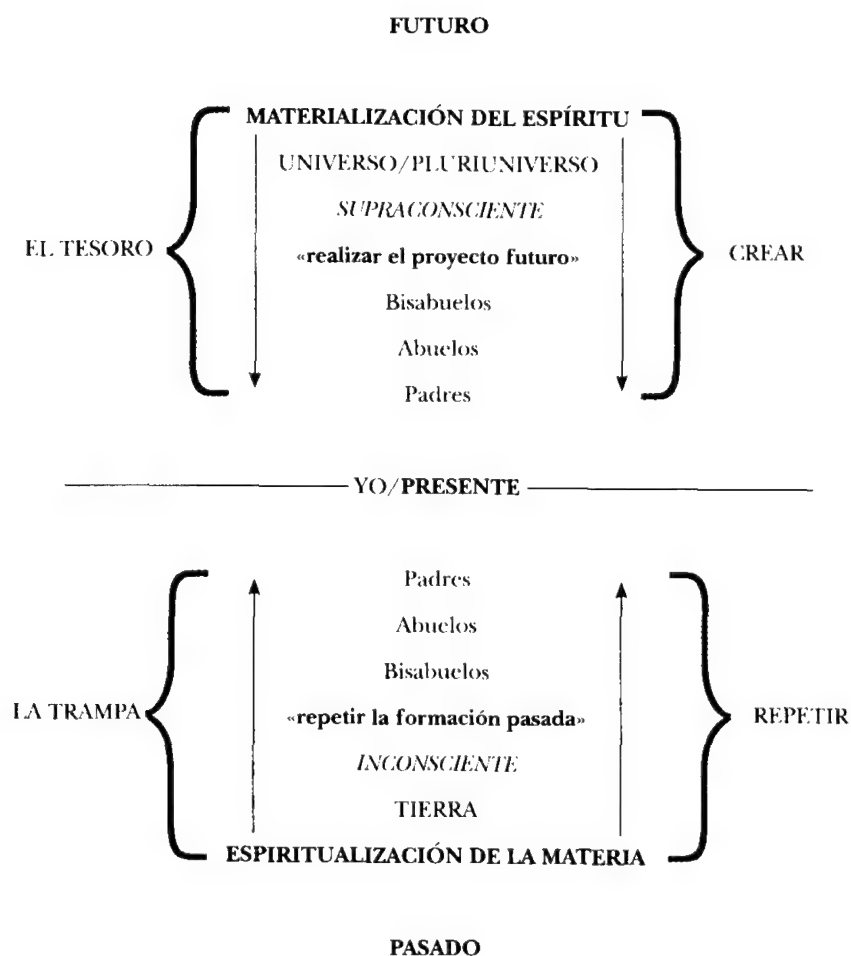 FUTURO
MATERIALIZACIÓN DEL ESPÍRITU
UNIVERSO/PLURIUNIVERSO
SUPRACONSCIENTE
EL TESORO «realizar el proyecto futuro» CREAR
Bisabuelos
Abuelos
Padres
YO/PRESENTE
Padres
Abuelos
Bisabuelos
LA TRAMPA «repetir la formación pasada» REPETIR
INCONSCIENTE
TIERRA
ESPIRITUALIZACIÓN DE LA MATERIA
PASADO